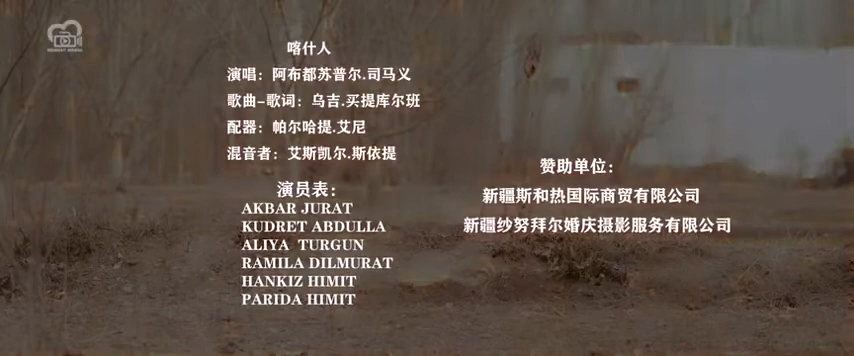 喀什人
演唱：阿布都苏普尔.司马义
歌曲-歌词：乌吉.买提库尔班
配器：帕尔哈提.艾尼
混音者：艾斯凯尔.斯依提
演员表：
AKBAR JURAT
KUDRET ABDULLA
ALIYA TURGUN
RAMILA DILMURAT
HANKIZ HIMIT
PARIDA HIMIT
赞助单位：
新疆斯和热国际商贸有限公司
新疆纱努拜尔婚庆摄影服务有限公司